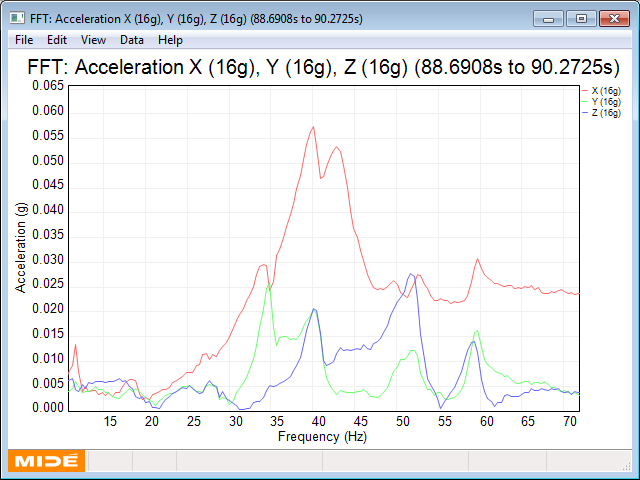 FFT: Acceleration X (16g), Y (16g), Z (16g) (88.6908s to 90.2725s)
File Edit View Data Help
FFT: Acceleration X (16g), Y (16g), Z (16g) (88.6908s to 90.2725s)
0.065
0.060
0.055
0.050
0.045
0.040
0.035
0.030
0.025
0.020
0.015
0.010
0.005
0.000
Acceleration (g)
X (16g)
Y (16g)
Z (16g)
15 20 25 30 35 40 45 50 55 60 65 70
Frequency (Hz)
MIDÉ